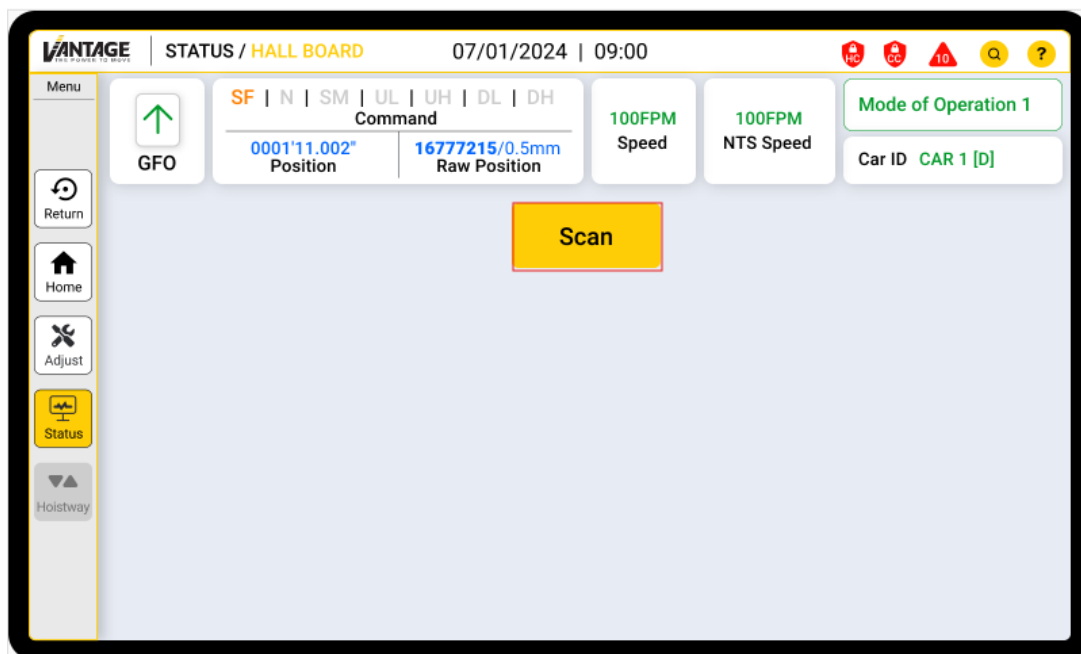 VANTAGE
THE POWER TO MOVE
STATUS / HALL BOARD
07/01/2024 | 09:00
HC
CC
10
?
Menu
GFO
SF | N | SM | UL | UH | DL | DH
Command
0001'11.002"
Position
16777215/0.5mm
Raw Position
100FPM
Speed
100FPM
NTS Speed
Mode of Operation 1
Car ID CAR 1 [D]
Return
Home
Adjust
Status
Hoistway
Scan